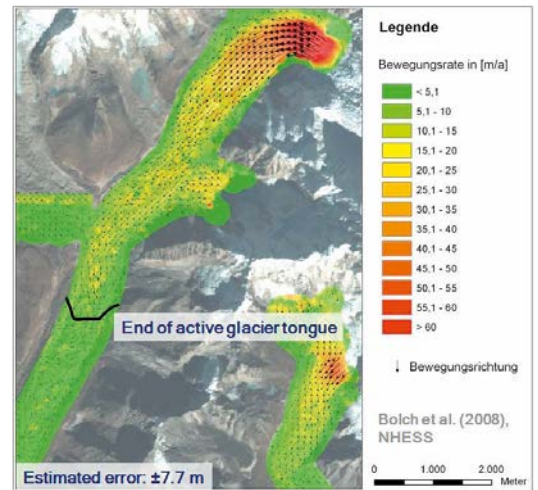 Legende
Bewegungsrate in [m/a]
< 5,1
5,1 - 10
10,1 - 15
15,1 - 20
20,1 - 25
25,1 - 30
30,1 - 35
35,1 - 40
40,1 - 45
45,1 - 50
50,1 - 55
55,1 - 60
> 60
Bewegungsrichtung
End of active glacier tongue
Bolch et al. (2008),
NHESS
Estimated error: ±7.7 m
0 1.000 2.000
Meter